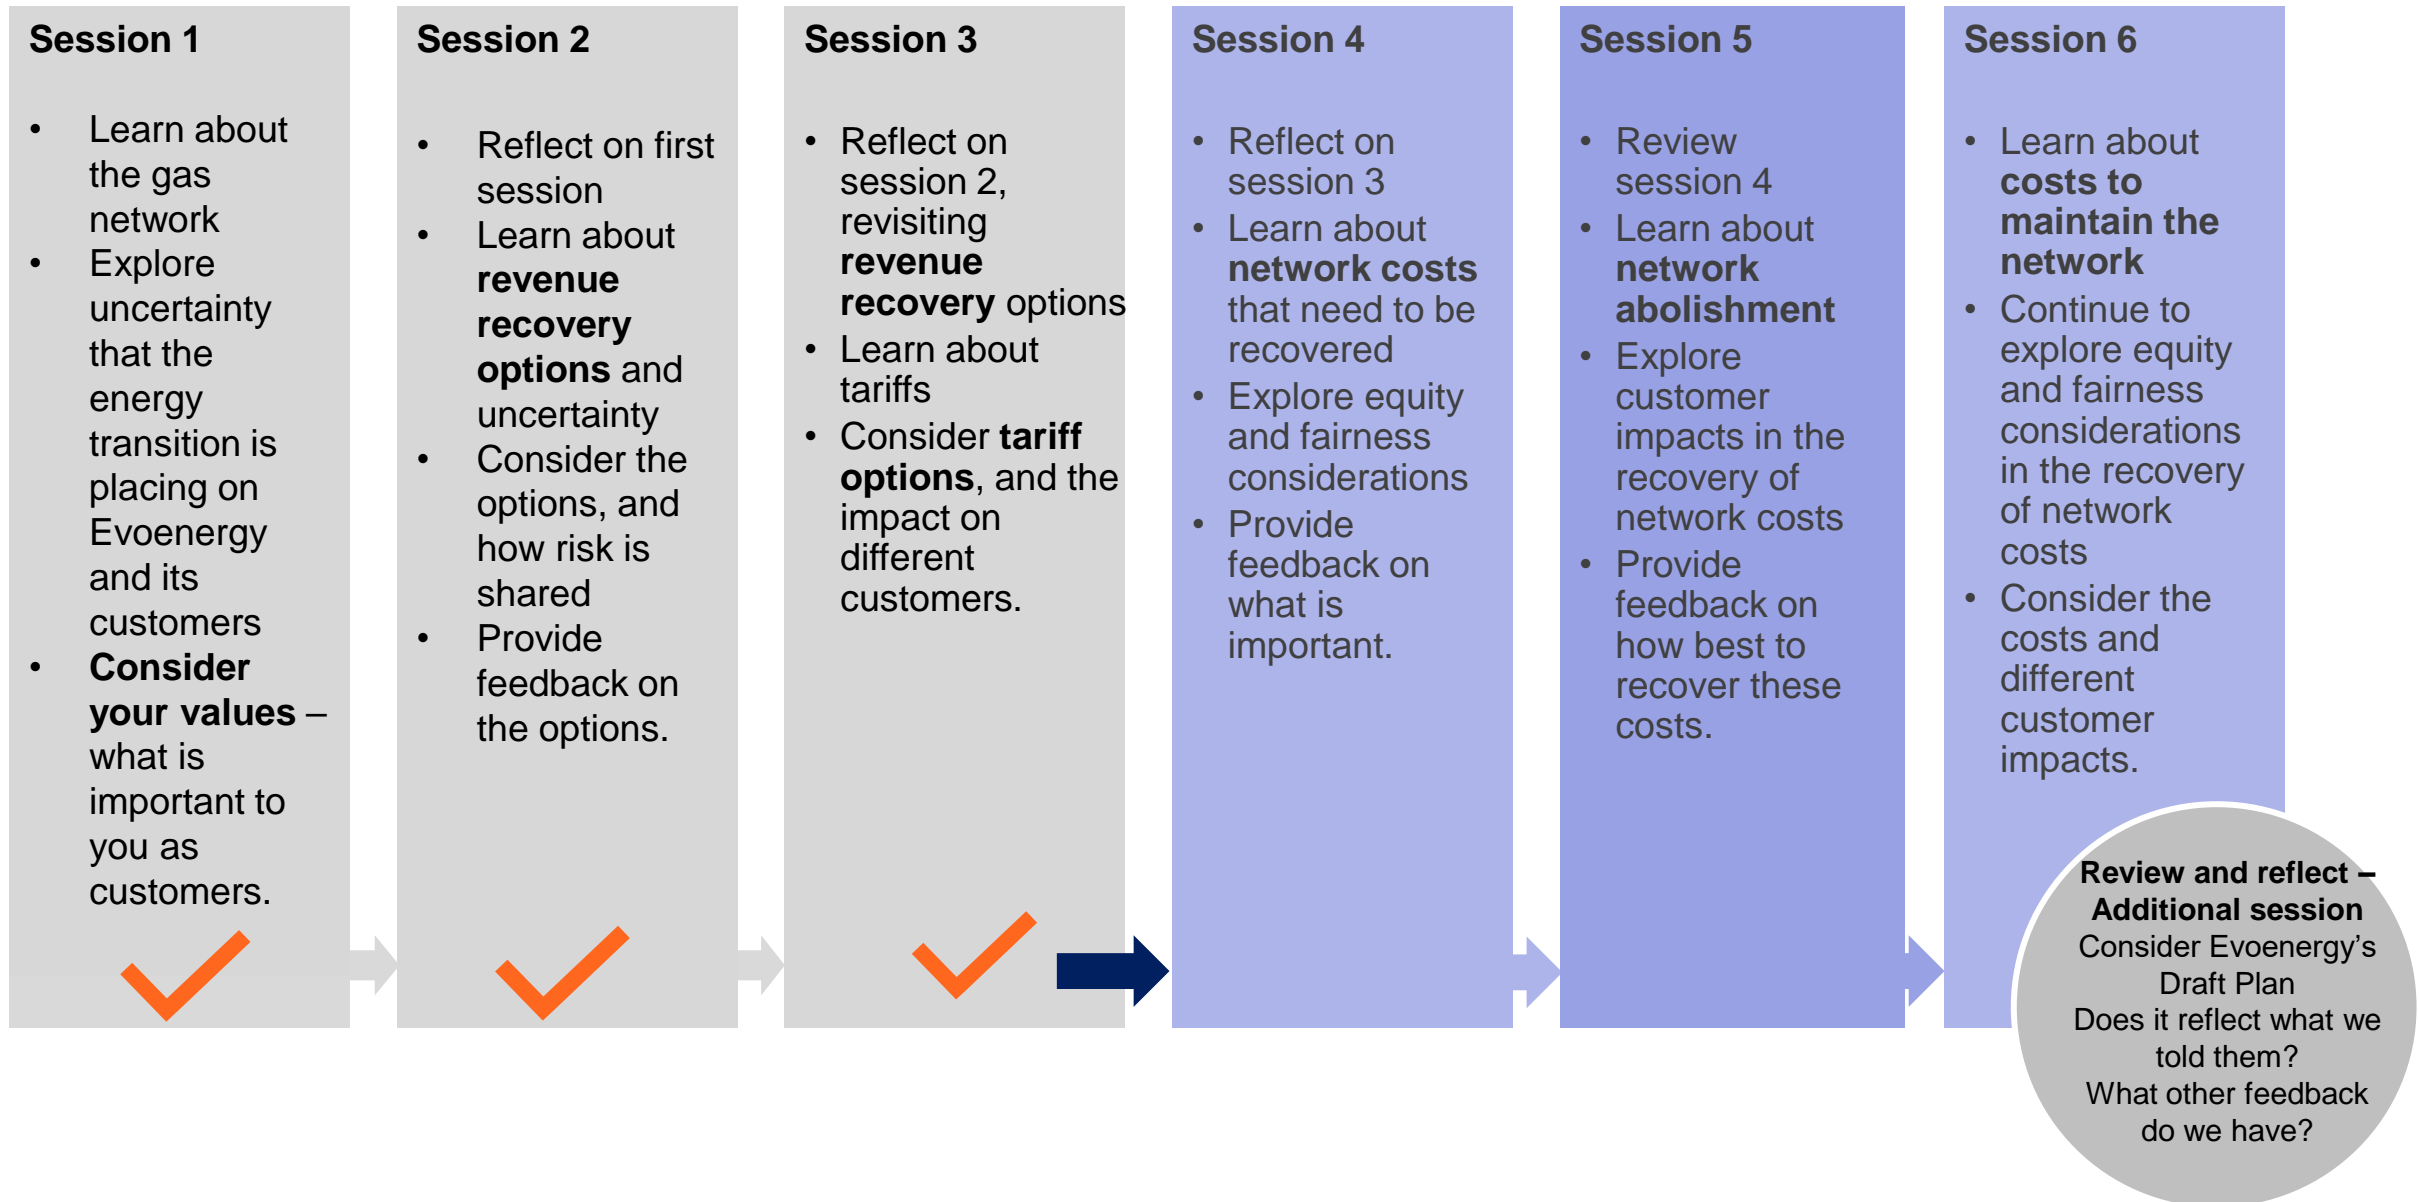 Session 1
• Learn about
the gas
network
• Explore
uncertainty
that the
energy
transition is
placing on
Evoenergy
and its
customers
• Consider
your values –
what is
important to
you as
customers.
Session 2
• Reflect on first
session
• Learn about
revenue
recovery
options and
uncertainty
• Consider the
options, and
how risk is
shared
• Provide
feedback on
the options.
Session 3
• Reflect on
session 2,
revisiting
revenue
recovery options
• Learn about
tariffs
• Consider tariff
options, and the
impact on
different
customers.
Session 4
• Reflect on
session 3
• Learn about
network costs
that need to be
recovered
• Explore equity
and fairness
considerations
• Provide
feedback on
what is
important.
Session 5
• Review
session 4
• Learn about
network
abolishment
• Explore
customer
impacts in the
recovery of
network costs
• Provide
feedback on
how best to
recover these
costs.
Session 6
• Learn about
costs to
maintain the
network
• Continue to
explore equity
and fairness
considerations
in the recovery
of network
costs
• Consider the
costs and
different
customer
impacts.
Review and reflect –
Additional session
Consider Evoenergy’s
Draft Plan
Does it reflect what we
told them?
What other feedback
do we have?